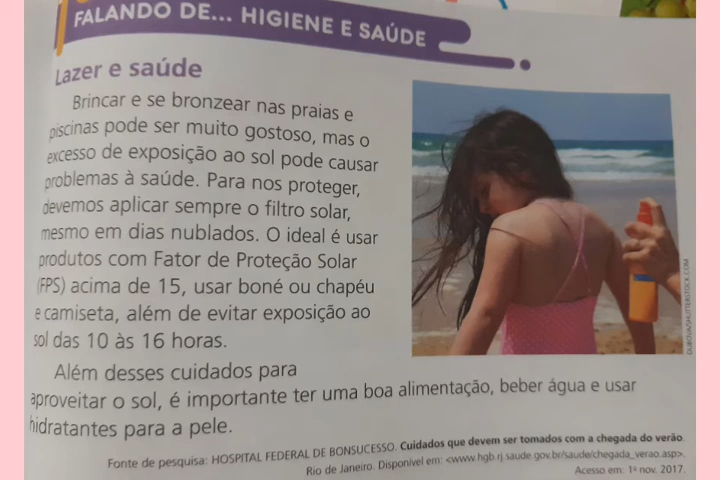 FALANDO DE... HIGIENE E SAÚDE
Lazer e saúde
Brincar e se bronzear nas praias e
piscinas pode ser muito gostoso, mas o
excesso de exposição ao sol pode causar
problemas à saúde. Para nos proteger,
devemos aplicar sempre o filtro solar,
mesmo em dias nublados. O ideal é usar
produtos com Fator de Proteção Solar
(FPS) acima de 15, usar boné ou chapéu
e camiseta, além de evitar exposição ao
sol das 10 às 16 horas.
Além desses cuidados para
aproveitar o sol, é importante ter uma boa alimentação, beber água e usar
hidratantes para a pele.
Fonte de pesquisa: HOSPITAL FEDERAL DE BONSUCESSO. Cuidados que devem ser tomados com a chegada do verão.
Rio de Janeiro. Disponível em: <www.hgb.rj.saude.gov.br/saude/chegada_verao.asp>.
Acesso em: 1º nov. 2017.
DUBOVA/SHUTTERSTOCK.COM